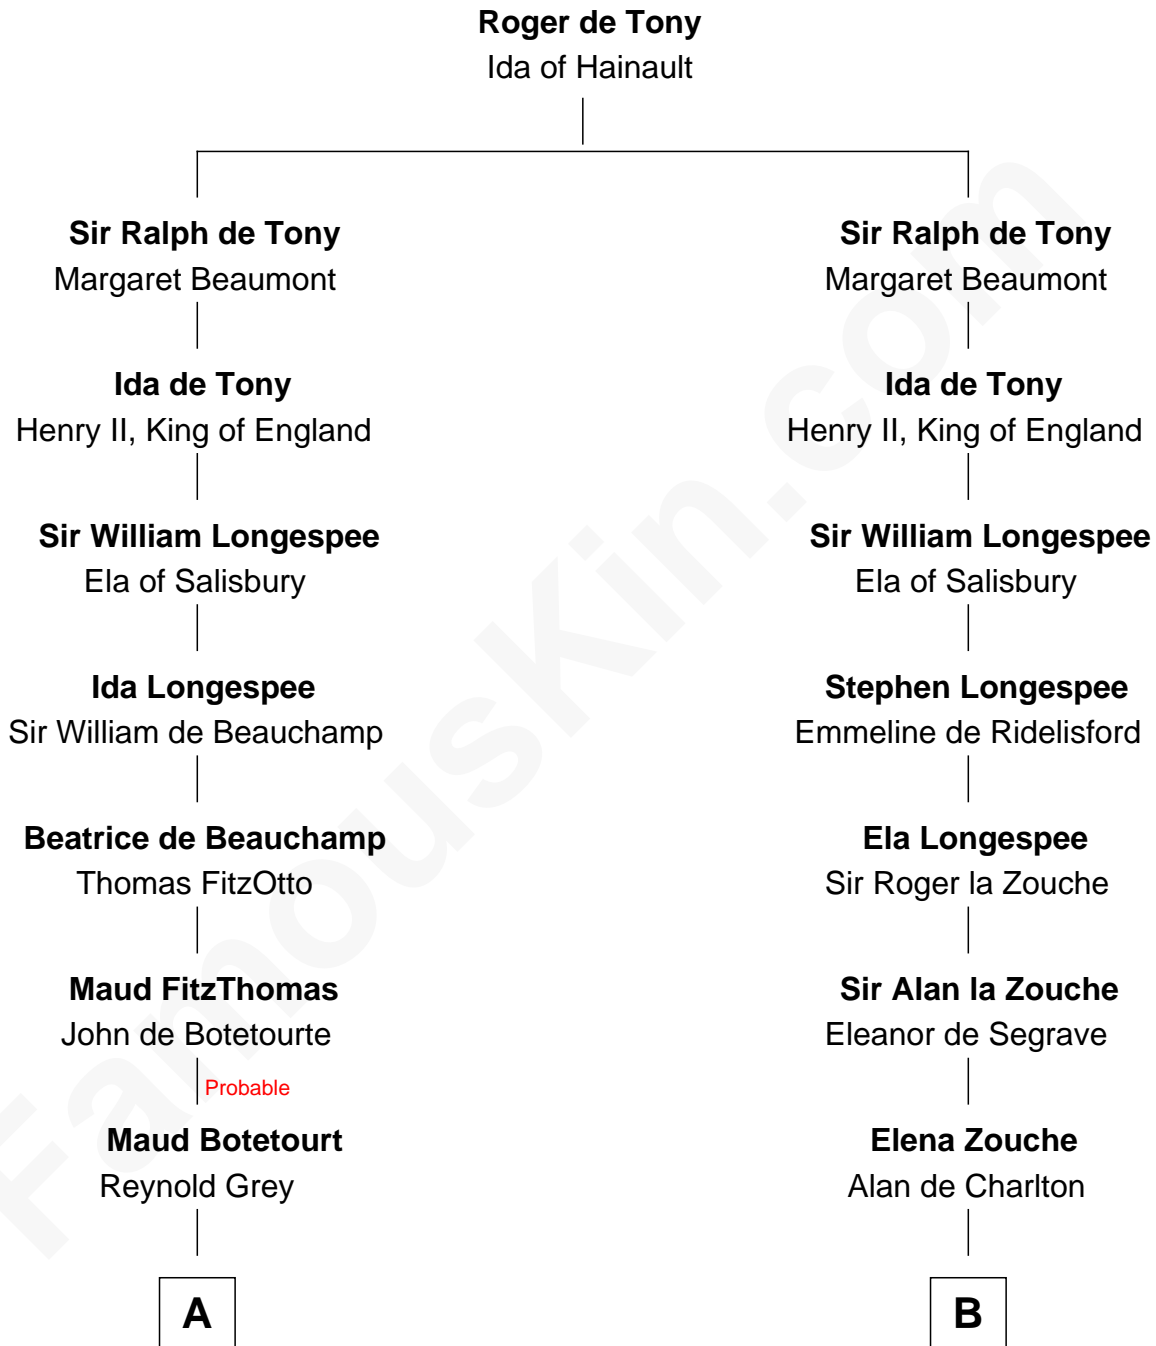 Roger de Tony
Ida of Hainault
Sir Ralph de Tony
Margaret Beaumont
Ida de Tony
Henry II, King of England
Sir William Longespee
Ela of Salisbury
Ida Longespee
Sir William de Beauchamp
Beatrice de Beauchamp
Thomas FitzOtto
Maud FitzThomas
John de Botetourte
Probable
Maud Botetourt
Reynold Grey
A
Sir Ralph de Tony
Margaret Beaumont
Ida de Tony
Henry II, King of England
Sir William Longespee
Ela of Salisbury
Stephen Longespee
Emmeline de Ridelisford
Ela Longespee
Sir Roger la Zouche
Sir Alan la Zouche
Eleanor de Segrave
Elena Zouche
Alan de Charlton
B
FamousKin.com